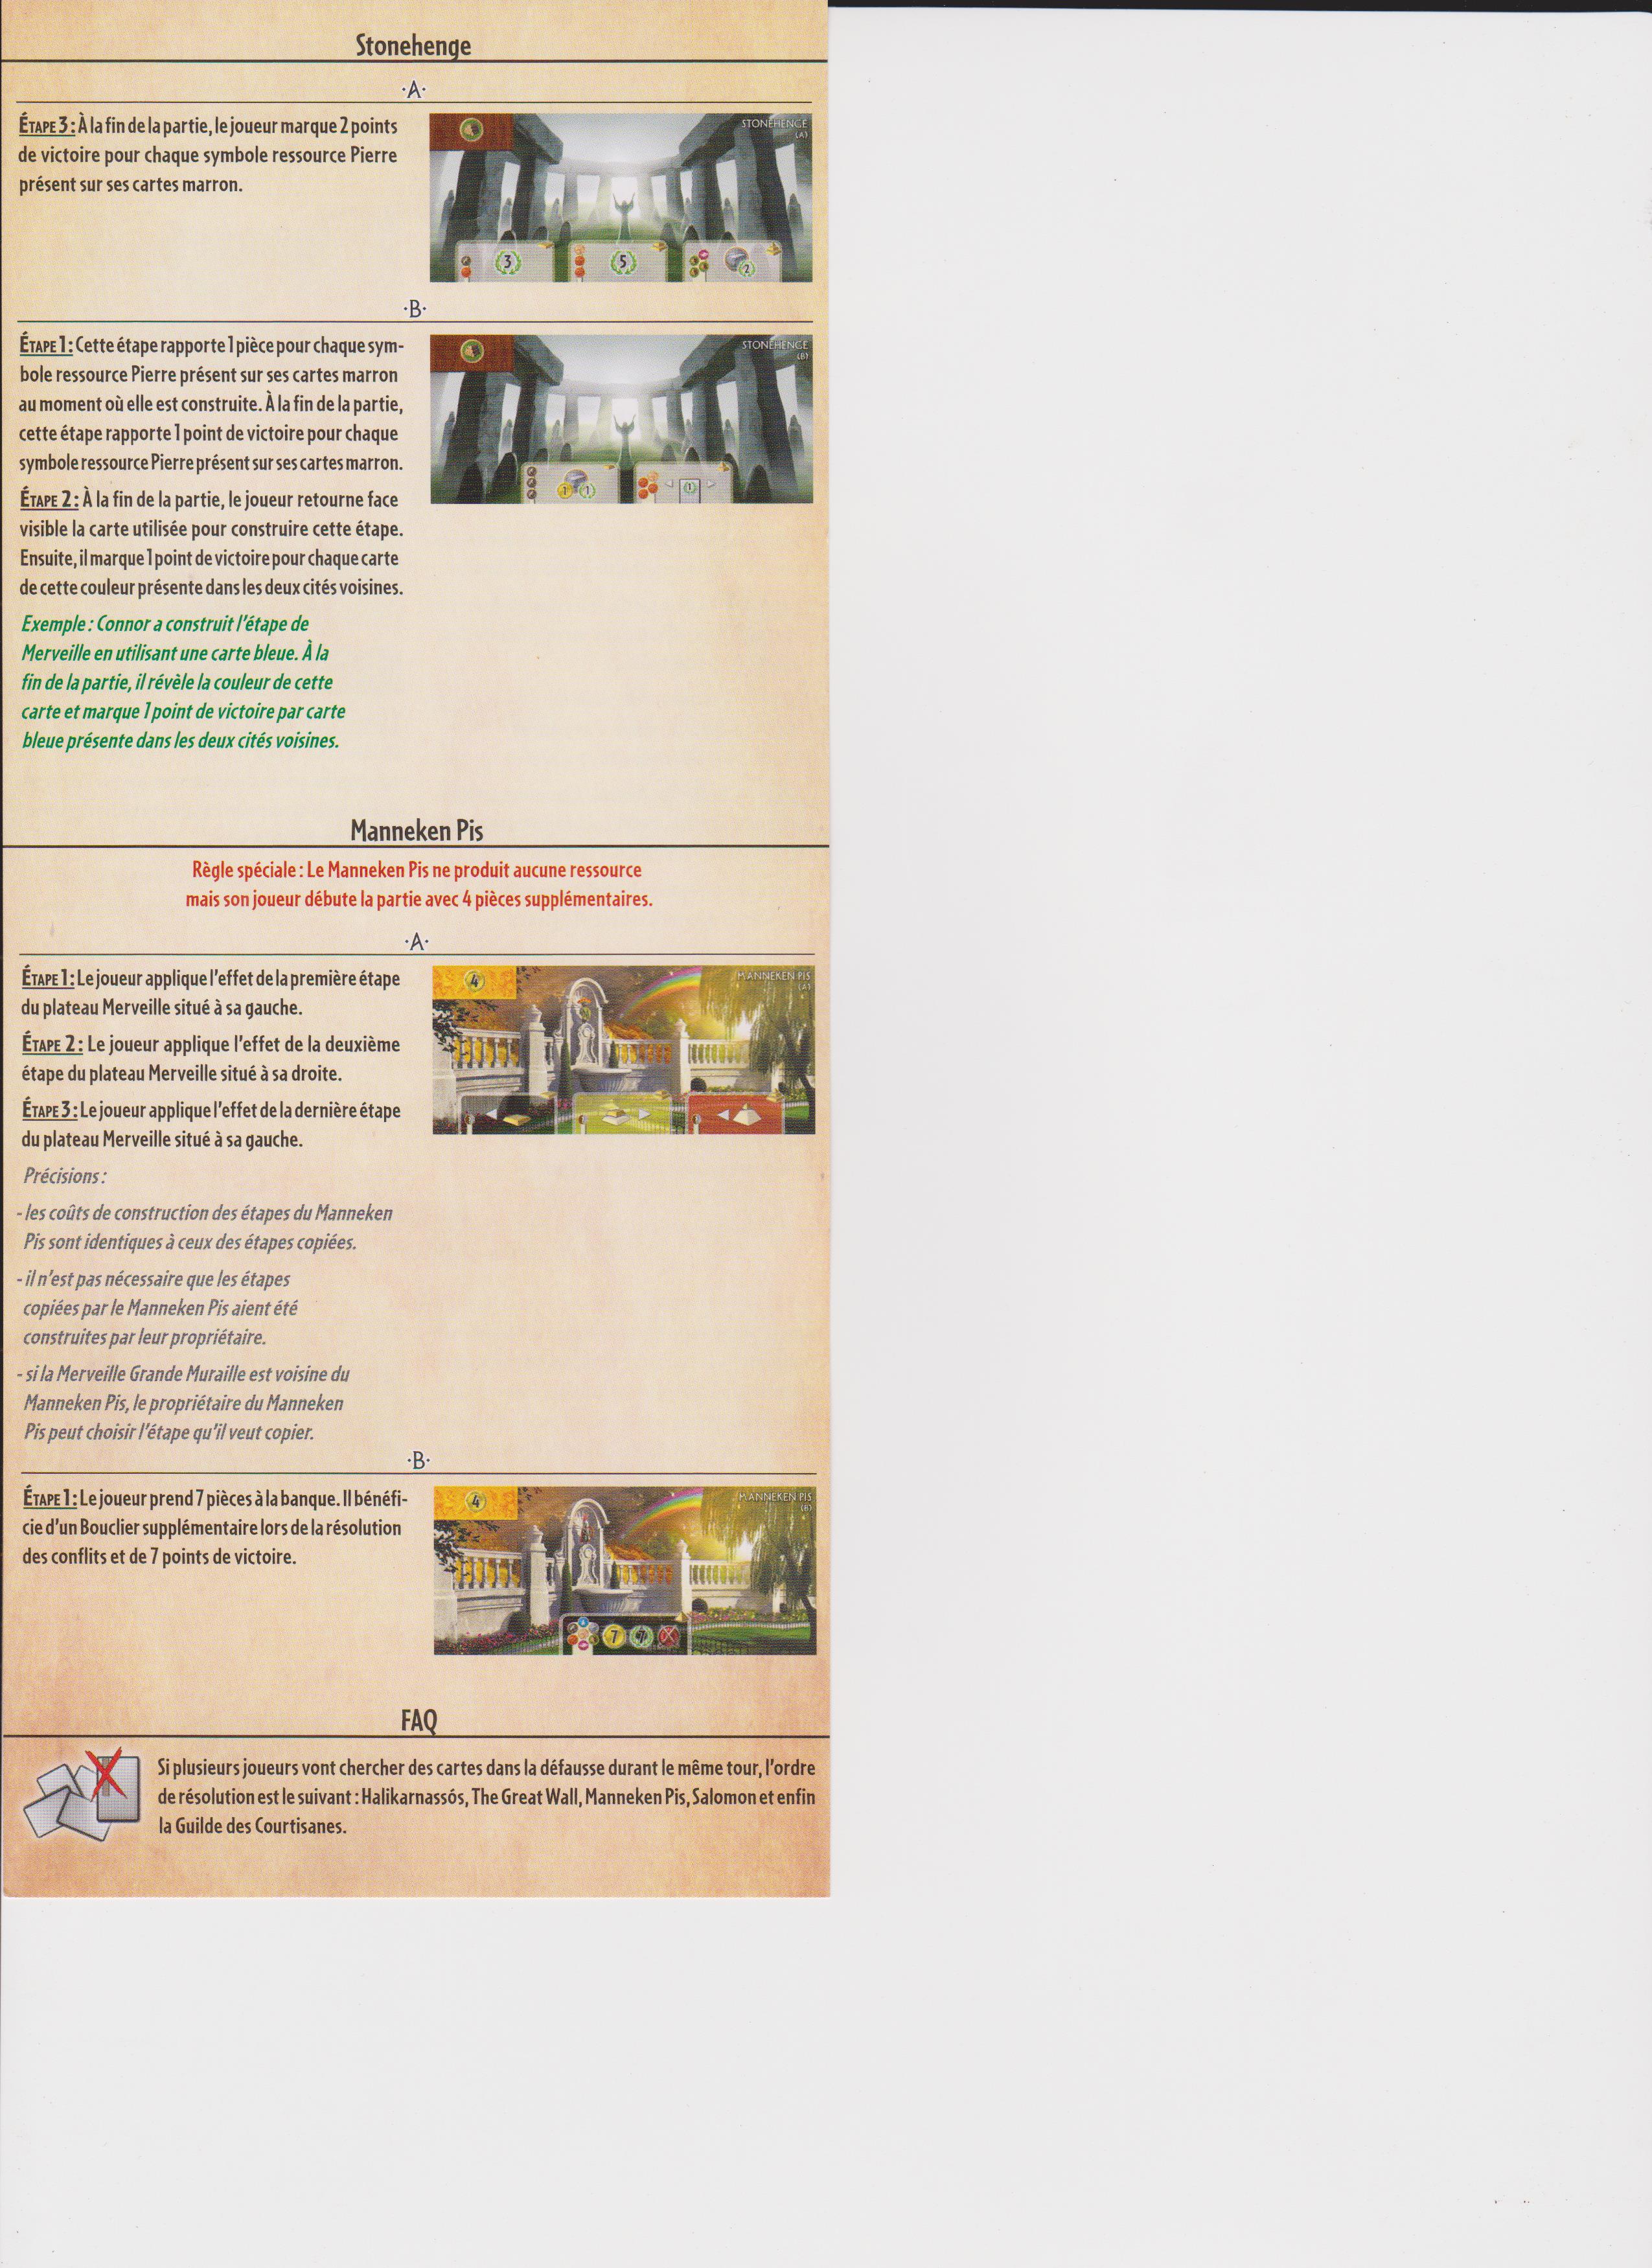 Stonehenge
·A·
Étape 3 : À la fin de la partie, le joueur marque 2 points
de victoire pour chaque symbole ressource Pierre
présent sur ses cartes marron.
STONEHENGE
(A)
3
5
2
·B·
Étape 1 : Cette étape rapporte 1 pièce pour chaque sym-
bole ressource Pierre présent sur ses cartes marron
au moment où elle est construite. À la fin de la partie,
cette étape rapporte 1 point de victoire pour chaque
symbole ressource Pierre présent sur ses cartes marron.
Étape 2 : À la fin de la partie, le joueur retourne face
visible la carte utilisée pour construire cette étape.
Ensuite, il marque 1 point de victoire pour chaque carte
de cette couleur présente dans les deux cités voisines.
Exemple : Connor a construit l'étape de
Merveille en utilisant une carte bleue. À la
fin de la partie, il révèle la couleur de cette
carte et marque 1 point de victoire par carte
bleue présente dans les deux cités voisines.
STONEHENGE
(B)
1
1
1
Manneken Pis
Règle spéciale : Le Manneken Pis ne produit aucune ressource
mais son joueur débute la partie avec 4 pièces supplémentaires.
·A·
Étape 1 : Le joueur applique l'effet de la première étape
du plateau Merveille situé à sa gauche.
Étape 2 : Le joueur applique l'effet de la deuxième
étape du plateau Merveille situé à sa droite.
Étape 3 : Le joueur applique l'effet de la dernière étape
du plateau Merveille situé à sa gauche.
Précisions :
- les coûts de construction des étapes du Manneken
Pis sont identiques à ceux des étapes copiées.
- il n'est pas nécessaire que les étapes
copiées par le Manneken Pis aient été
construites par leur propriétaire.
- si la Merveille Grande Muraille est voisine du
Manneken Pis, le propriétaire du Manneken
Pis peut choisir l'étape qu'il veut copier.
4
MANNEKEN PIS
(A)
·B·
Étape 1 : Le joueur prend 7 pièces à la banque. Il bénéfi-
cie d'un Bouclier supplémentaire lors de la résolution
des conflits et de 7 points de victoire.
4
MANNEKEN PIS
(B)
7
7
FAQ
Si plusieurs joueurs vont chercher des cartes dans la défausse durant le même tour, l'ordre
de résolution est le suivant : Halikarnassós, The Great Wall, Manneken Pis, Salomon et enfin
la Guilde des Courtisanes.